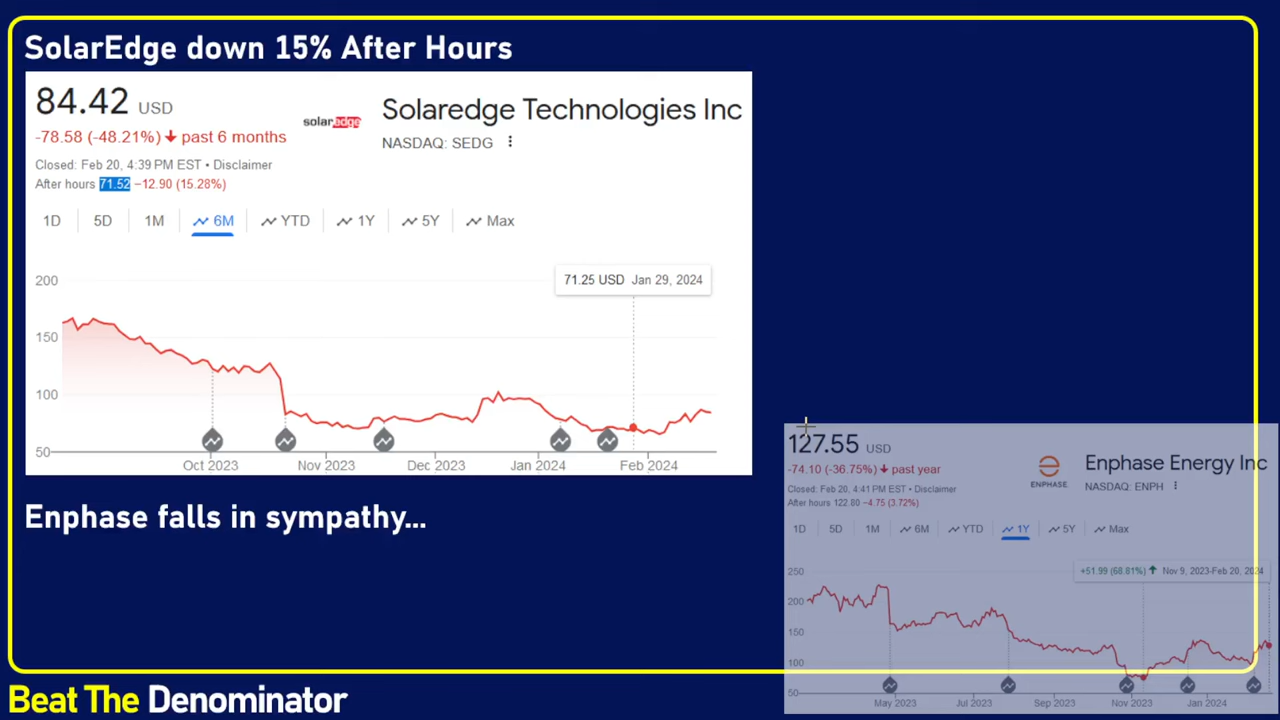 SolarEdge down 15% After Hours
84.42 USD
-78.58 (-48.21%) past 6 months
Closed: Feb 20, 4:39 PM EST • Disclaimer
After hours 71.52 −12.90 (15.28%)
solaredge
Solaredge Technologies Inc
NASDAQ: SEDG
1D 5D 1M 6M YTD 1Y 5Y Max
71.25 USD Jan 29, 2024
200
150
100
50
Oct 2023 Nov 2023 Dec 2023 Jan 2024 Feb 2024
Enphase falls in sympathy...
127.55 USD
-74.10 (-36.75%) past year
Closed: Feb 20, 4:41 PM EST • Disclaimer
After hours 122.80 −4.75 (3.72%)
ENPHASE
Enphase Energy Inc
NASDAQ: ENPH
1D 5D 1M 6M YTD 1Y 5Y Max
+51.99 (68.81%) Nov 9, 2023-Feb 20, 2024
250
200
150
100
50
May 2023 Jul 2023 Sep 2023 Nov 2023 Jan 2024
Beat The Denominator